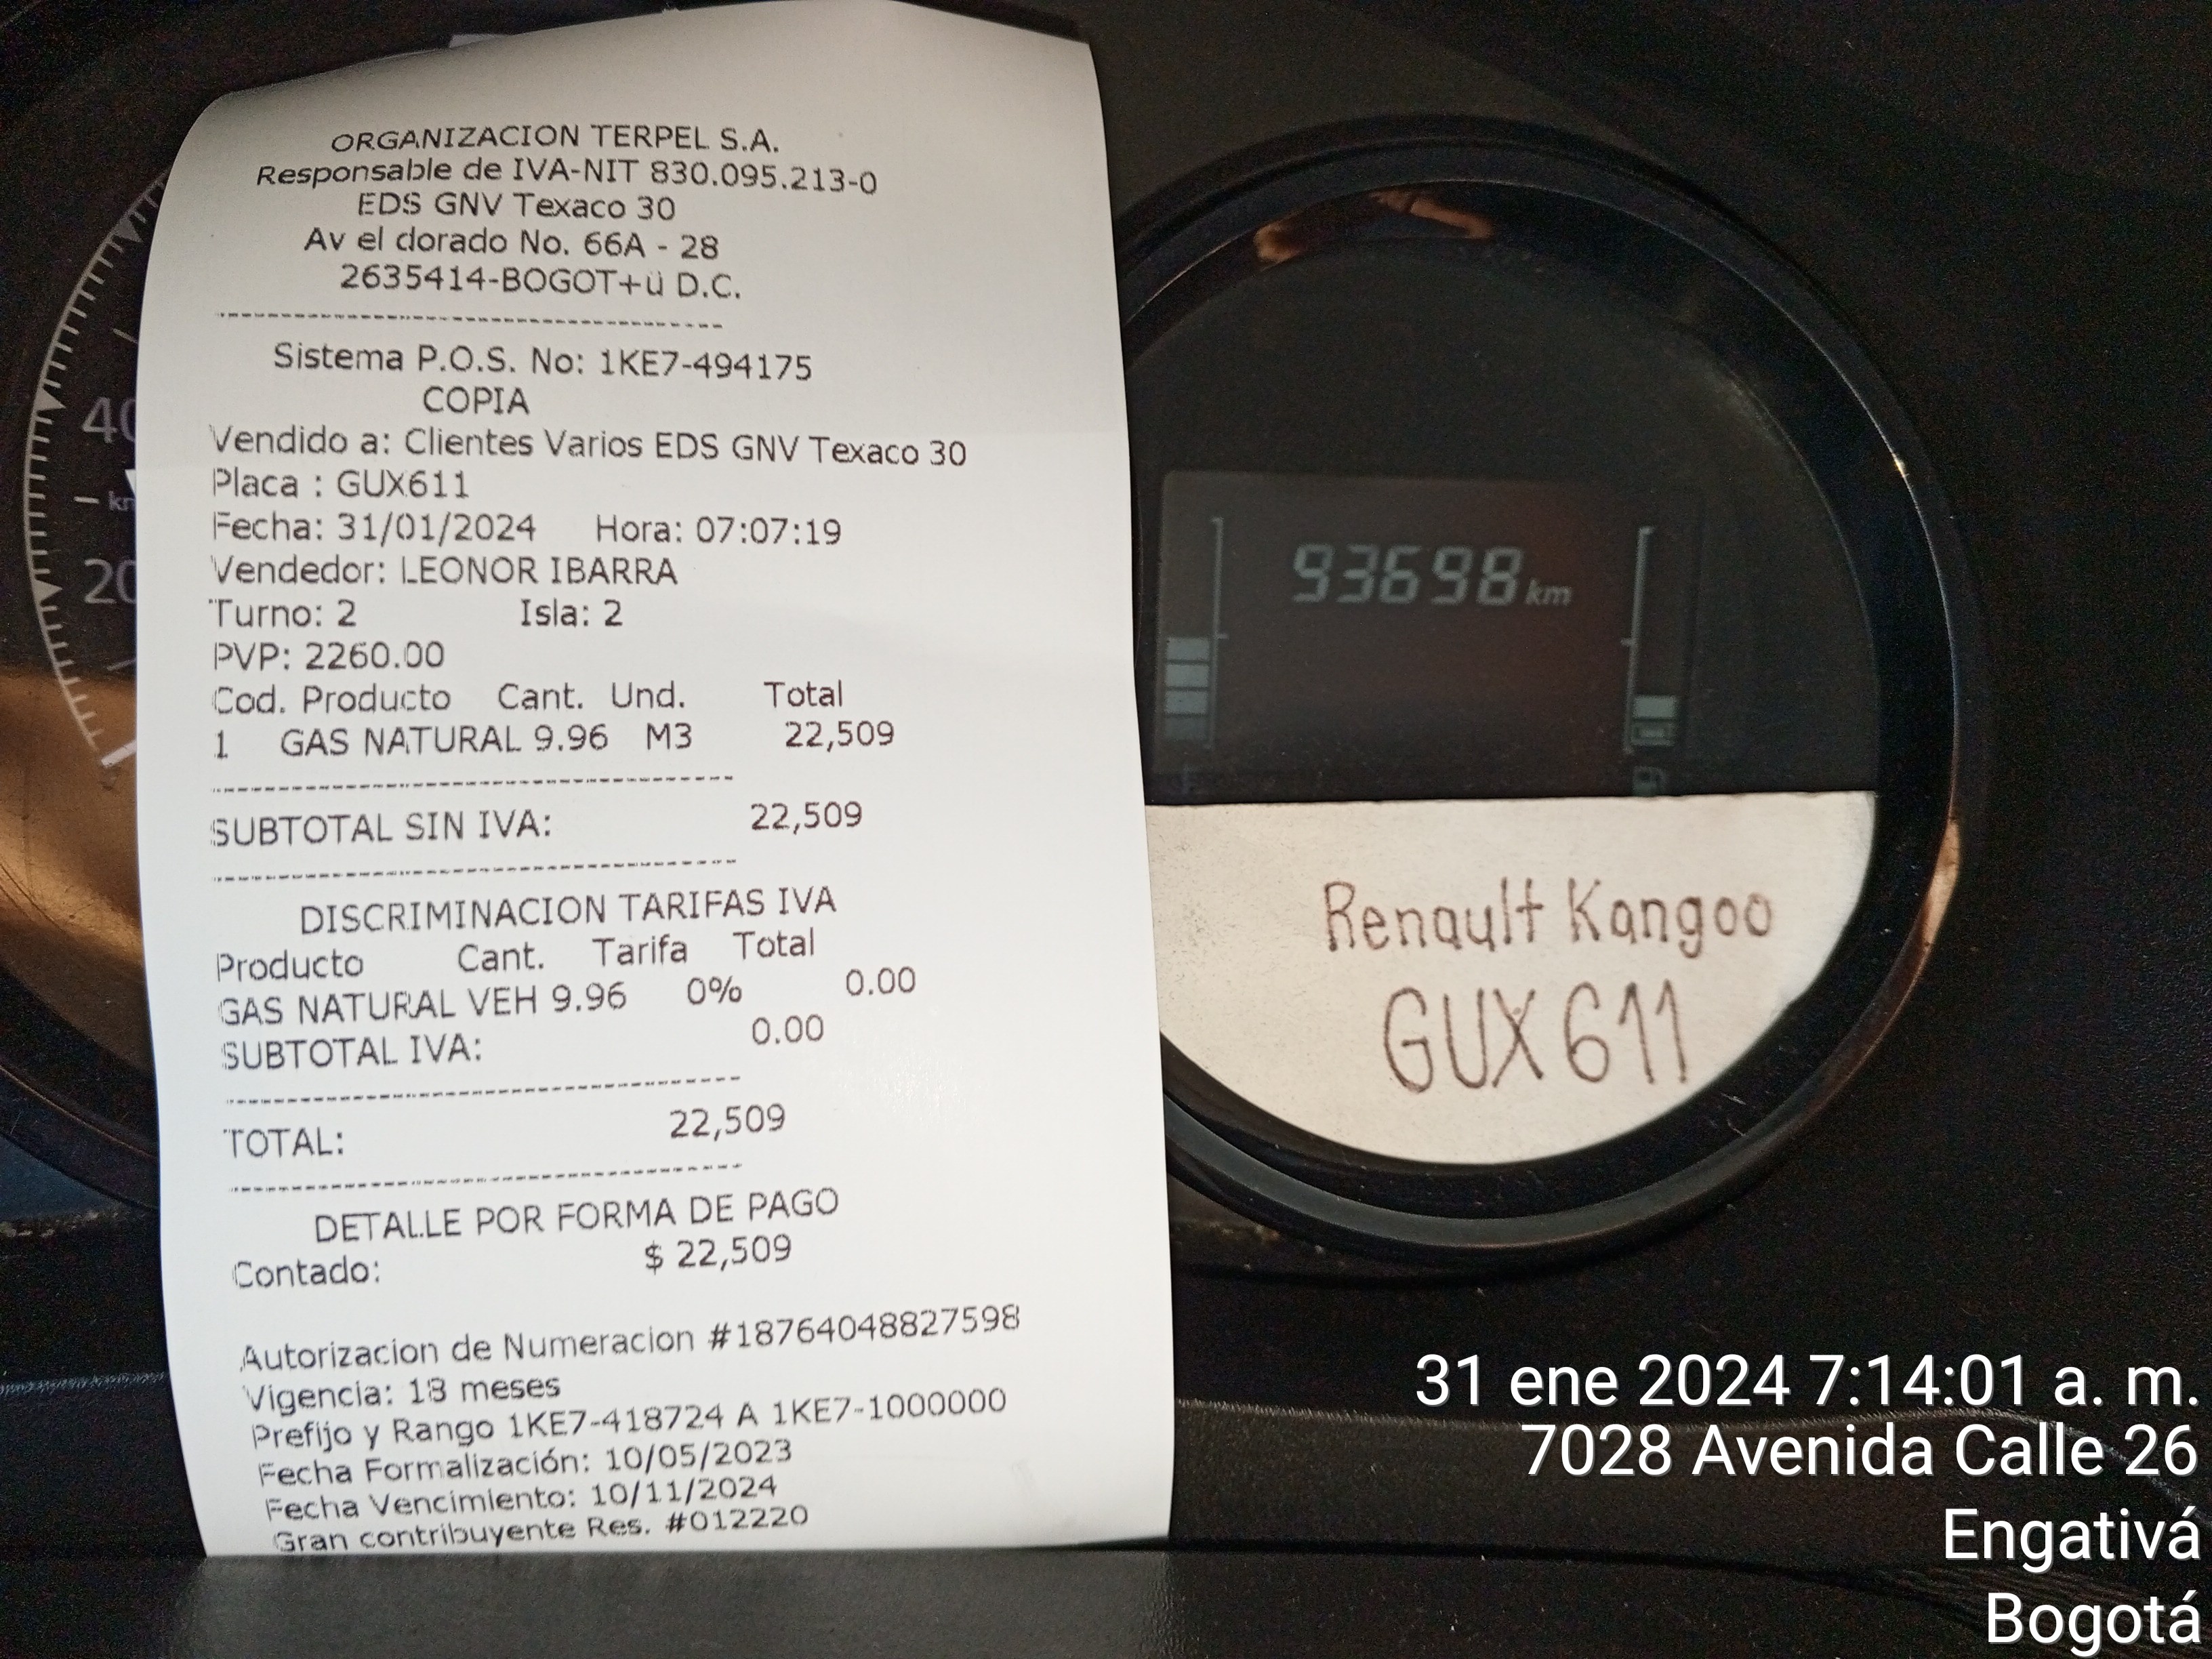 ORGANIZACION TERPEL S.A.
Responsable de IVA-NIT 830.095.213-0
EDS GNV Texaco 30
Av el dorado No. 66A - 28
2635414-BOGOT+ü D.C.
Sistema P.O.S. No: 1KE7-494175
COPIA
Vendido a: Clientes Varios EDS GNV Texaco 30
Placa : GUX611
Fecha: 31/01/2024 Hora: 07:07:19
Vendedor: LEONOR IBARRA
Turno: 2 Isla: 2
PVP: 2260.00
Cod. Producto Cant. Und. Total
1 GAS NATURAL 9.96 M3 22,509
SUBTOTAL SIN IVA: 22,509
DISCRIMINACION TARIFAS IVA
Producto Cant. Tarifa Total
GAS NATURAL VEH 9.96 0% 0.00
SUBTOTAL IVA: 0.00
TOTAL: 22,509
DETALLE POR FORMA DE PAGO
Contado: $ 22,509
Autorizacion de Numeracion #18764048827598
Vigencia: 18 meses
Prefijo y Rango 1KE7-418724 A 1KE7-1000000
Fecha Formalización: 10/05/2023
Fecha Vencimiento: 10/11/2024
Gran contribuyente Res. #012220
40
km
20
93698 km
Renault Kangoo
GUX611
31 ene 2024 7:14:01 a. m.
7028 Avenida Calle 26
Engativá
Bogotá